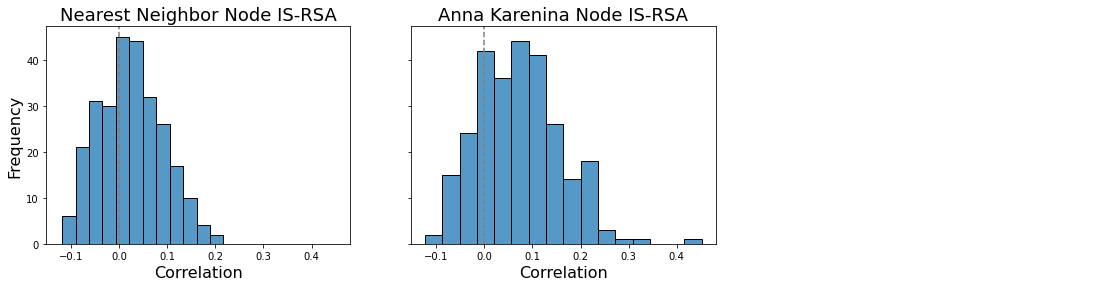 Nearest Neighbor Node IS-RSA
Frequency
40
30
20
10
0
−0.1 0.0 0.1 0.2 0.3 0.4
Correlation
Anna Karenina Node IS-RSA
−0.1 0.0 0.1 0.2 0.3 0.4
Correlation